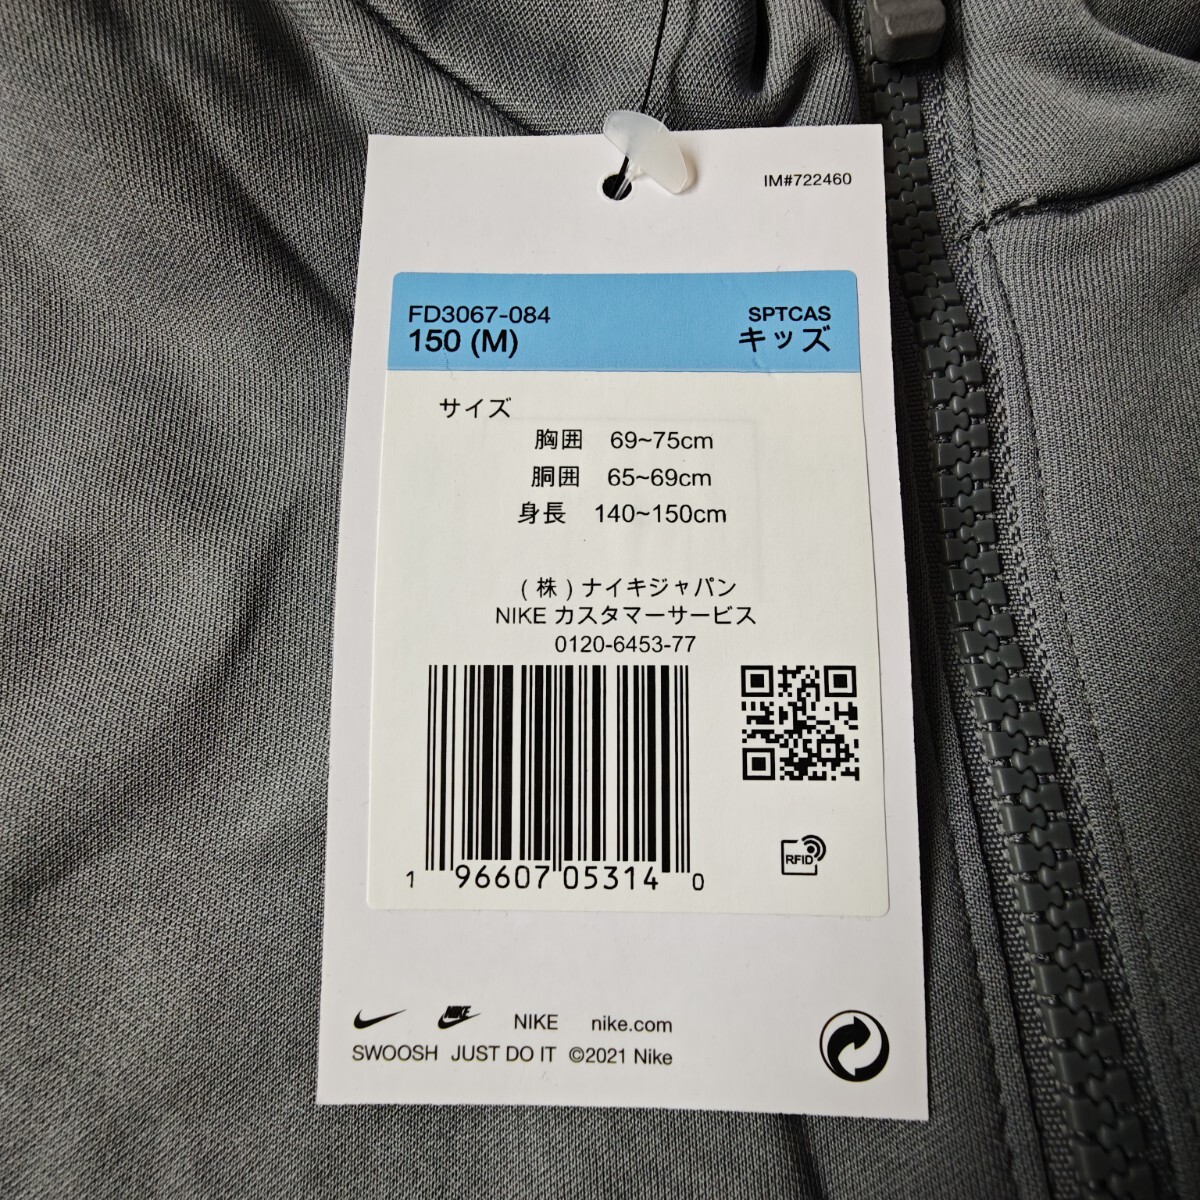 IM#722460
FD3067-084
SPTCAS
150 (M)
キッズ
サイズ
胸囲 69~75cm
胴囲 65~69cm
身長 140~150cm
(株)ナイキジャパン
NIKE カスタマーサービス
0120-6453-77
1 96607 05314 0
RFID
NIKE NIKE nike.com
SWOOSH JUST DO IT ©2021 Nike